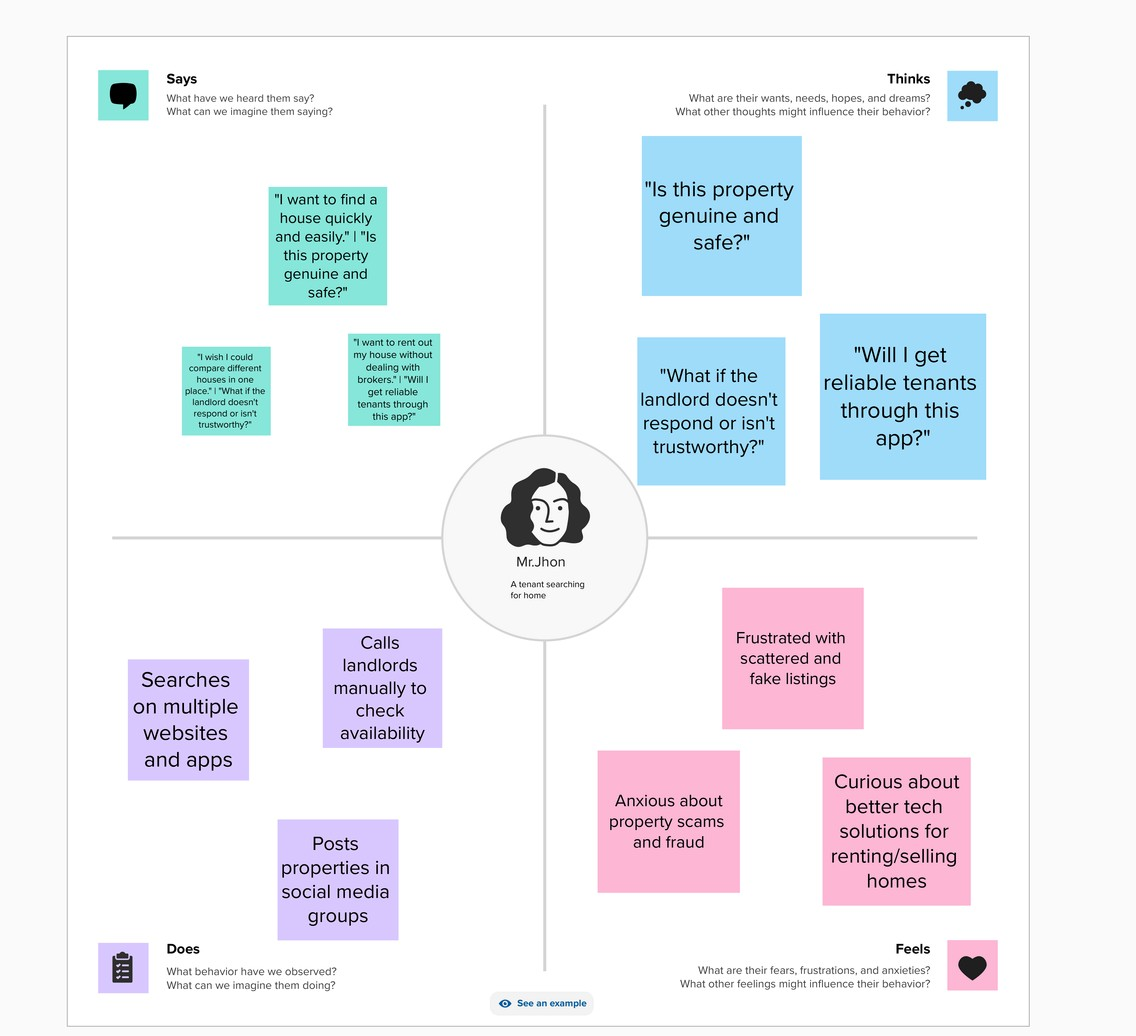 Says
What have we heard them say?
What can we imagine them saying?
Thinks
What are their wants, needs, hopes, and dreams?
What other thoughts might influence their behavior?
"I want to find a
house quickly
and easily." | "Is
this property
genuine and
safe?"
"I wish I could
compare different
houses in one
place." | "What if the
landlord doesn't
respond or isn't
trustworthy?"
"I want to rent out
my house without
dealing with
brokers." | "Will I
get reliable
tenants through
this app?"
"Is this property
genuine and
safe?"
"What if the
landlord doesn't
respond or isn't
trustworthy?"
"Will I get
reliable tenants
through this
app?"
Mr.Jhon
A tenant searching
for home
Searches
on multiple
websites
and apps
Calls
landlords
manually to
check
availability
Posts
properties in
social media
groups
Frustrated with
scattered and
fake listings
Anxious about
property scams
and fraud
Curious about
better tech
solutions for
renting/selling
homes
Does
What behavior have we observed?
What can we imagine them doing?
Feels
What are their fears, frustrations, and anxieties?
What other feelings might influence their behavior?
See an example